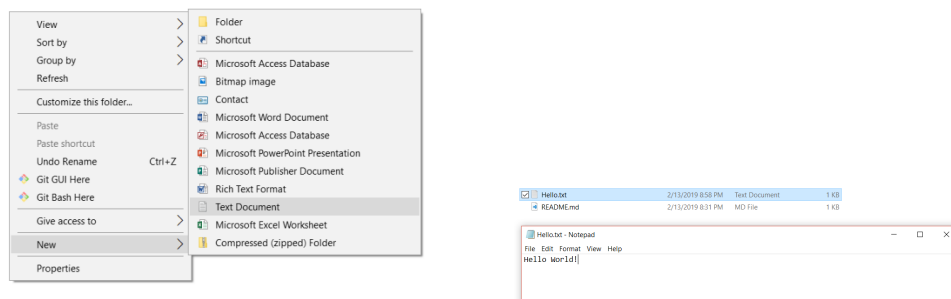 View
Sort by
Group by
Refresh
Customize this folder...
Paste
Paste shortcut
Undo Rename Ctrl+Z
Git GUI Here
Git Bash Here
Give access to
New
Properties
Folder
Shortcut
Microsoft Access Database
Bitmap image
Contact
Microsoft Word Document
Microsoft Access Database
Microsoft PowerPoint Presentation
Microsoft Publisher Document
Rich Text Format
Text Document
Microsoft Excel Worksheet
Compressed (zipped) Folder
Hello.txt 2/13/2019 8:58 PM Text Document 1 KB
README.md 2/13/2019 8:31 PM MD File 1 KB
Hello.txt - Notepad
File Edit Format View Help
Hello World!